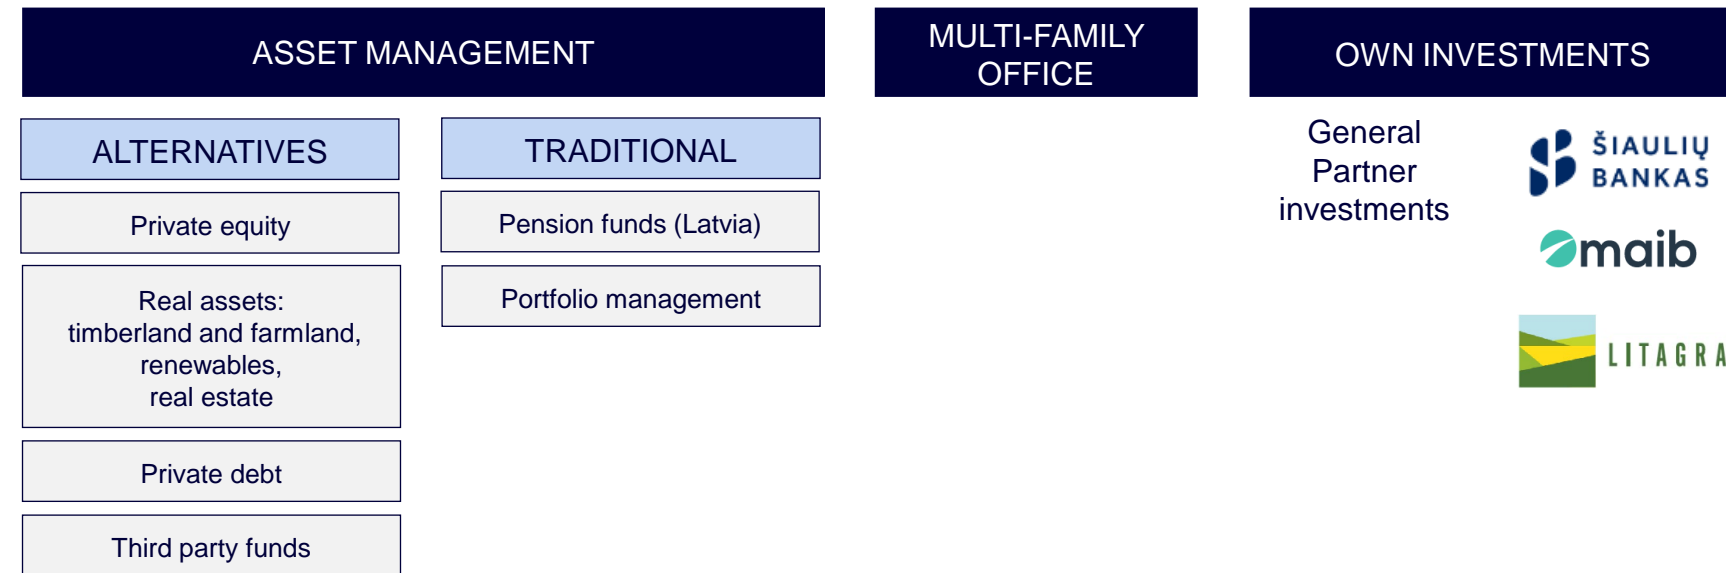 ASSET MANAGEMENT
MULTI-FAMILY
OFFICE
OWN INVESTMENTS
ALTERNATIVES
Private equity
Real assets:
timberland and farmland,
renewables,
real estate
Private debt
Third party funds
TRADITIONAL
Pension funds (Latvia)
Portfolio management
General
Partner
investments
ŠIAULIŲ
BANKAS
maib
LITAGRA